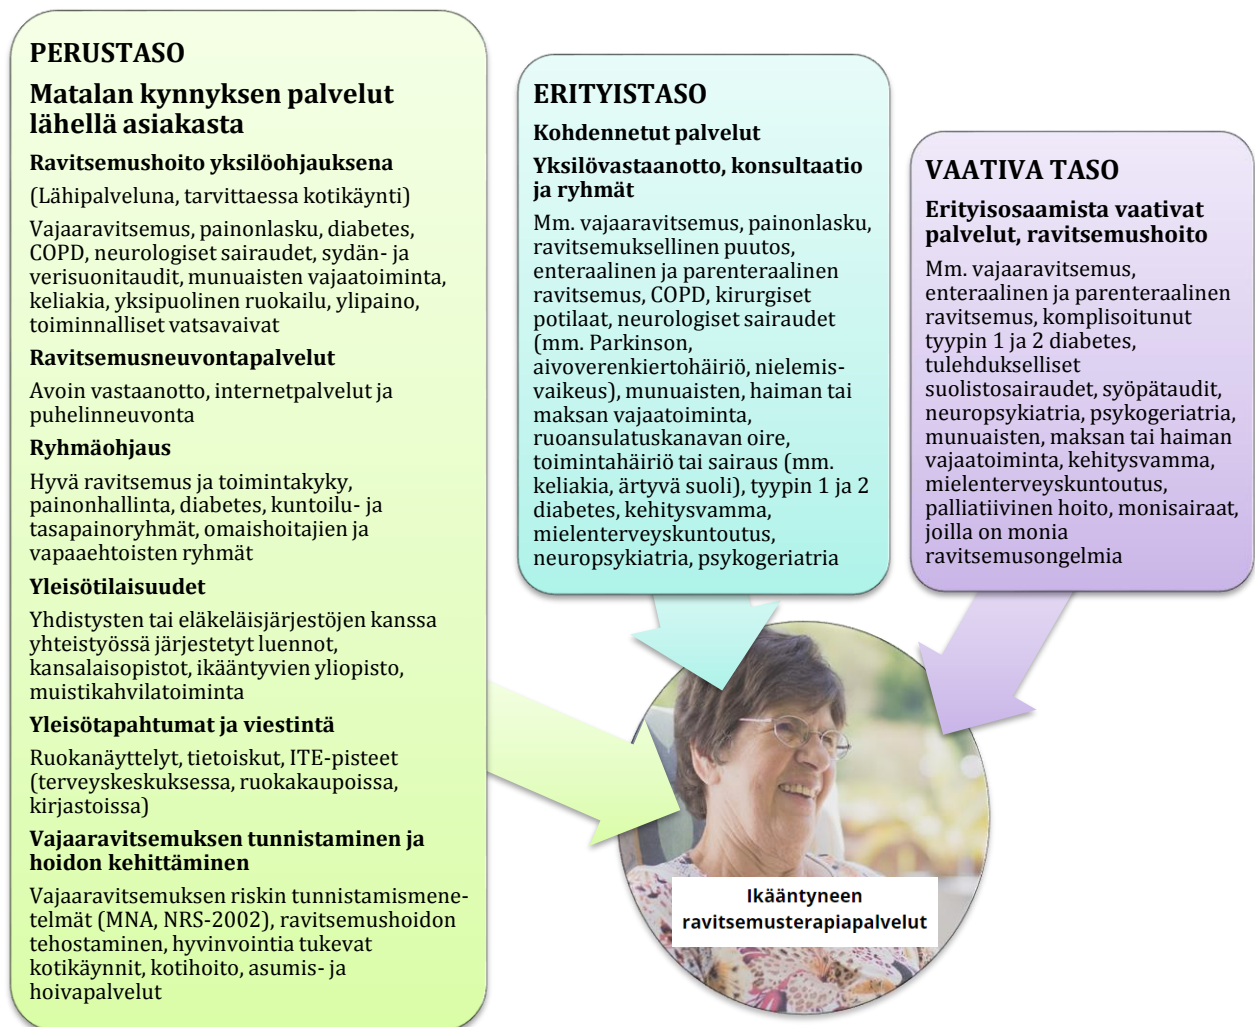 PERUSTASO
Matalan kynnyksen palvelut
lähellä asiakasta
Ravitsemushoito yksilöohjauksena
(Lähipalveluna, tarvittaessa kotikäynti)
Vajaaravitsemus, painonlasku, diabetes,
COPD, neurologiset sairaudet, sydän- ja
verisuonitaudit, munuaisten vajaatoiminta,
keliakia, yksipuolinen ruokailu, ylipaino,
toiminnalliset vatsavaivat
Ravitsemusneuvontapalvelut
Avoin vastaanotto, internetpalvelut ja
puhelinneuvonta
Ryhmäohjaus
Hyvä ravitsemus ja toimintakyky,
painonhallinta, diabetes, kuntoilu- ja
tasapainoryhmät, omaishoitajien ja
vapaaehtoisten ryhmät
Yleisötilaisuudet
Yhdistysten tai eläkeläisjärjestöjen kanssa
yhteistyössä järjestetyt luennot,
kansalaisopistot, ikääntyvien yliopisto,
muistikahvilatoiminta
Yleisötapahtumat ja viestintä
Ruokanäyttelyt, tietoiskut, ITE-pisteet
(terveyskeskuksessa, ruokakaupoissa,
kirjastoissa)
Vajaaravitsemuksen tunnistaminen ja
hoidon kehittäminen
Vajaaravitsemuksen riskin tunnistamismene-
telmät (MNA, NRS-2002), ravitsemushoidon
tehostaminen, hyvinvointia tukevat
kotikäynnit, kotihoito, asumis- ja
hoivapalvelut
ERITYISTASO
Kohdennetut palvelut
Yksilövastaanotto, konsultaatio
ja ryhmät
Mm. vajaaravitsemus, painonlasku,
ravitsemuksellinen puutos,
enteraalinen ja parenteraalinen
ravitsemus, COPD, kirurgiset
potilaat, neurologiset sairaudet
(mm. Parkinson,
aivoverenkiertohäiriö, nielemis-
vaikeus), munuaisten, haiman tai
maksan vajaatoiminta,
ruoansulatuskanavan oire,
toimintahäiriö tai sairaus (mm.
keliakia, ärtyvä suoli), tyypin 1 ja 2
diabetes, kehitysvamma,
mielenterveyskuntoutus,
neuropsykiatria, psykogeriatria
VAATIVA TASO
Erityisosaamista vaativat
palvelut, ravitsemushoito
Mm. vajaaravitsemus,
enteraalinen ja parenteraalinen
ravitsemus, komplisoitunut
tyypin 1 ja 2 diabetes,
tulehdukselliset
suolistosairaudet, syöpätaudit,
neuropsykiatria, psykogeriatria,
munuaisten, maksan tai haiman
vajaatoiminta, kehitysvamma,
mielenterveyskuntoutus,
palliatiivinen hoito, monisairaat,
joilla on monia
ravitsemusongelmia
Ikääntyneen
ravitsemusterapiapalvelut